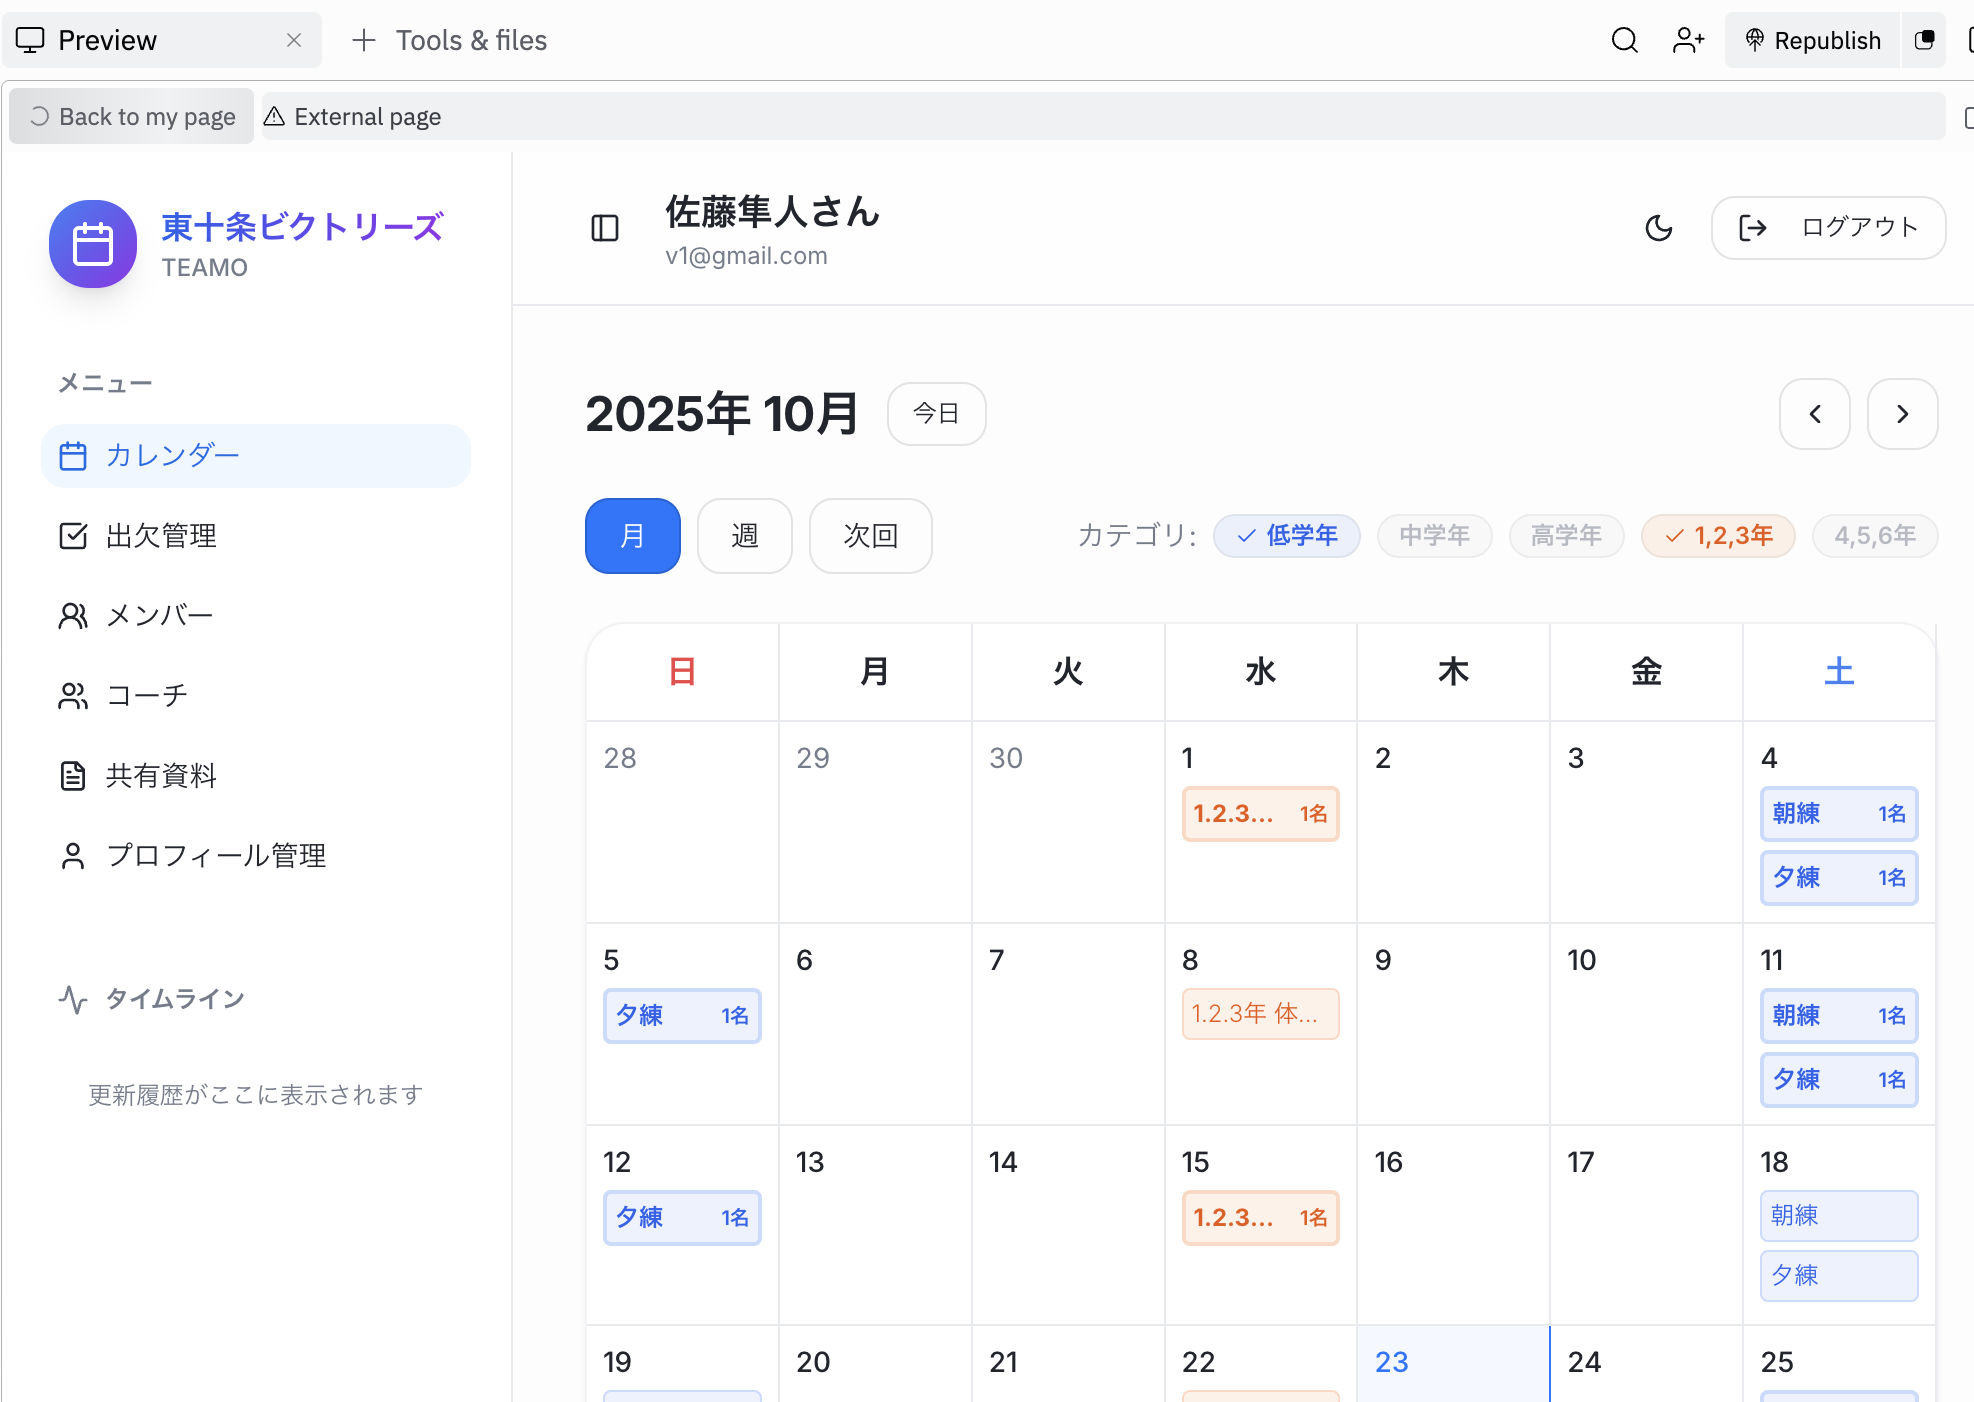 Preview
Tools & files
Republish
Back to my page
External page
東十条ビクトリーズ
TEAMO
佐藤隼人さん
v1@gmail.com
ログアウト
メニュー
カレンダー
出欠管理
メンバー
コーチ
共有資料
プロフィール管理
タイムライン
更新履歴がここに表示されます
2025年 10月
今日
月
週
次回
カテゴリ:
低学年
中学年
高学年
1,2,3年
4,5,6年
日 月 火 水 木 金 土
28 29 30 1 2 3 4
1.2.3... 1名
朝練 1名
夕練 1名
5 6 7 8 9 10 11
夕練 1名
1.2.3年 体...
朝練 1名
夕練 1名
12 13 14 15 16 17 18
夕練 1名
1.2.3... 1名
朝練
夕練
19 20 21 22 23 24 25